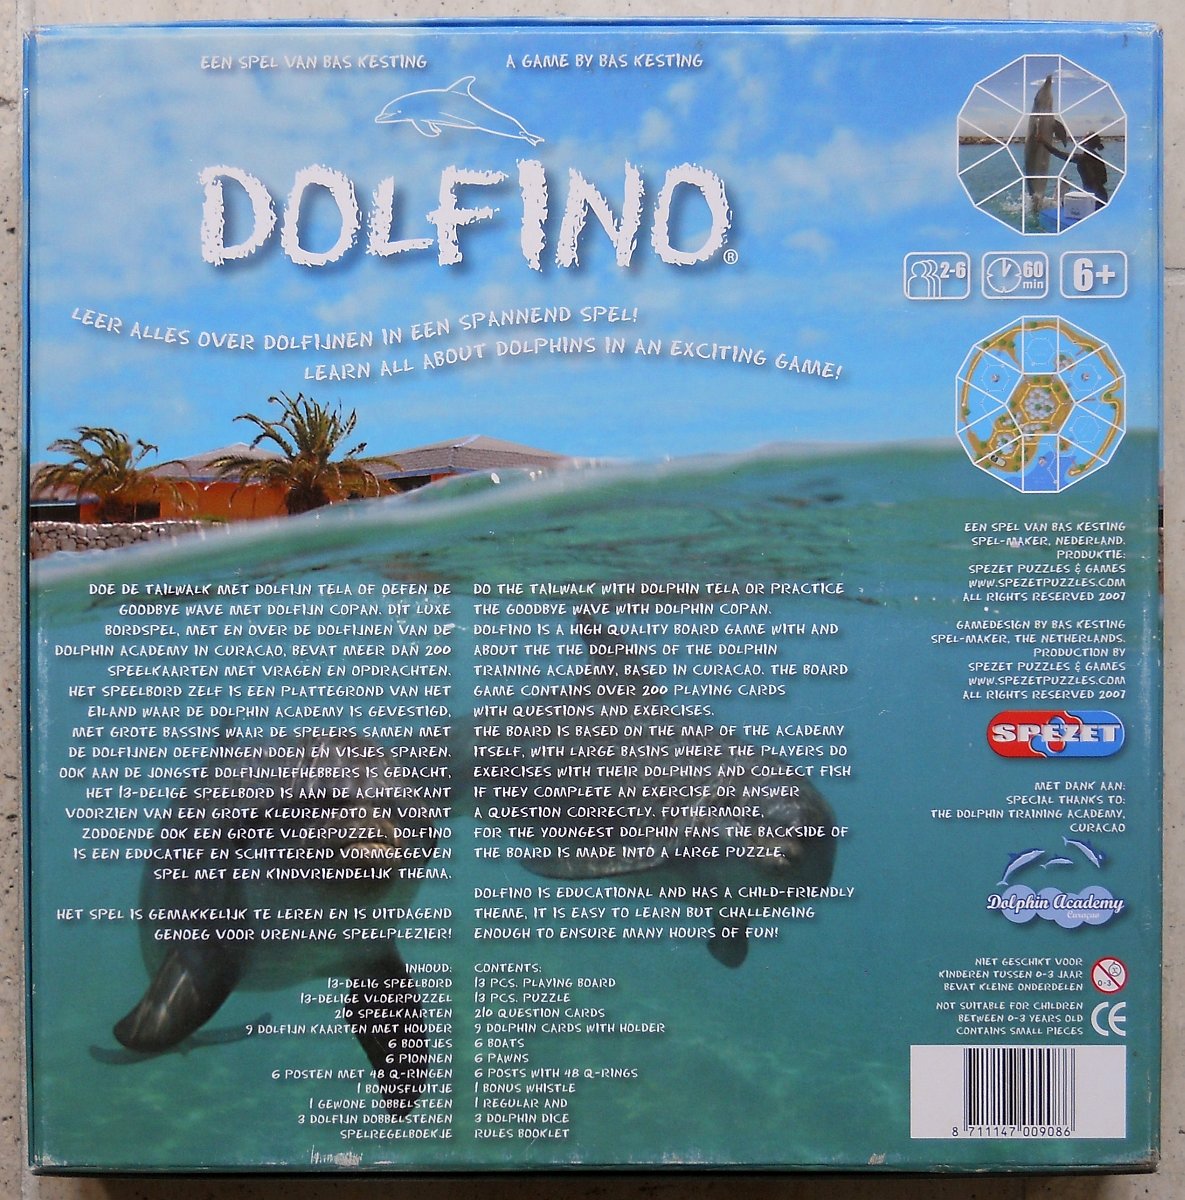 EEN SPEL VAN BAS KESTING
A GAME BY BAS KESTING
DOLFINO®
2-6
60 min
6+
LEER ALLES OVER DOLFIJNEN IN EEN SPANNEND SPEL!
LEARN ALL ABOUT DOLPHINS IN AN EXCITING GAME!
DOE DE TAILWALK MET DOLFIJN TELA OF OEFEN DE
GOODBYE WAVE MET DOLFIJN COPAN. DIT LUXE
BORDSPEL, MET EN OVER DE DOLFIJNEN VAN DE
DOLPHIN ACADEMY IN CURACAO, BEVAT MEER DAN 200
SPEELKAARTEN MET VRAGEN EN OPDRACHTEN.
HET SPEELBORD ZELF IS EEN PLATTEGROND VAN HET
EILAND WAAR DE DOLPHIN ACADEMY IS GEVESTIGD,
MET GROTE BASSINS WAAR DE SPELERS SAMEN MET
DE DOLFIJNEN OEFENINGEN DOEN EN VISJES SPAREN.
OOK AAN DE JONGSTE DOLFIJNLIEFHEBBERS IS GEDACHT,
HET 13-DELIGE SPEELBORD IS AAN DE ACHTERKANT
VOORZIEN VAN EEN GROTE KLEURENFOTO EN VORMT
ZODOENDE OOK EEN GROTE VLOERPUZZEL. DOLFINO
IS EEN EDUCATIEF EN SCHITTEREND VORMGEGEVEN
SPEL MET EEN KINDVRIENDELIJK THEMA.
HET SPEL IS GEMAKKELIJK TE LEREN EN IS UITDAGEND
GENOEG VOOR URENLANG SPEELPLEZIER!
DO THE TAILWALK WITH DOLPHIN TELA OR PRACTICE
THE GOODBYE WAVE WITH DOLPHIN COPAN.
DOLFINO IS A HIGH QUALITY BOARD GAME WITH AND
ABOUT THE THE DOLPHINS OF THE DOLPHIN
TRAINING ACADEMY, BASED IN CURACAO. THE BOARD
GAME CONTAINS OVER 200 PLAYING CARDS
WITH QUESTIONS AND EXERCISES.
THE BOARD IS BASED ON THE MAP OF THE ACADEMY
ITSELF, WITH LARGE BASINS WHERE THE PLAYERS DO
EXERCISES WITH THEIR DOLPHINS AND COLLECT FISH
IF THEY COMPLETE AN EXERCISE OR ANSWER
A QUESTION CORRECTLY. FUTHERMORE,
FOR THE YOUNGEST DOLPHIN FANS THE BACKSIDE OF
THE BOARD IS MADE INTO A LARGE PUZZLE.
DOLFINO IS EDUCATIONAL AND HAS A CHILD-FRIENDLY
THEME, IT IS EASY TO LEARN BUT CHALLENGING
ENOUGH TO ENSURE MANY HOURS OF FUN!
INHOUD:
13-DELIG SPEELBORD
13-DELIGE VLOERPUZZEL
210 SPEELKAARTEN
9 DOLFIJN KAARTEN MET HOUDER
6 BOOTJES
6 PIONNEN
6 POSTEN MET 48 Q-RINGEN
1 BONUSFLUITJE
1 GEWONE DOBBELSTEEN
3 DOLFIJN DOBBELSTENEN
SPELREGELBOEKJE
CONTENTS:
13 PCS. PLAYING BOARD
13 PCS. PUZZLE
210 QUESTION CARDS
9 DOLPHIN CARDS WITH HOLDER
6 BOATS
6 PAWNS
6 POSTS WITH 48 Q-RINGS
1 BONUS WHISTLE
1 REGULAR AND
3 DOLPHIN DICE
RULES BOOKLET
EEN SPEL VAN BAS KESTING
SPEL-MAKER, NEDERLAND.
PRODUKTIE:
SPEZET PUZZLES & GAMES
WWW.SPEZETPUZZLES.COM
ALL RIGHTS RESERVED 2007
GAMEDESIGN BY BAS KESTING
SPEL-MAKER, THE NETHERLANDS.
PRODUCTION BY
SPEZET PUZZLES & GAMES
WWW.SPEZETPUZZLES.COM
ALL RIGHTS RESERVED 2007
SPEZET
MET DANK AAN:
SPECIAL THANKS TO:
THE DOLPHIN TRAINING ACADEMY,
CURACAO
Dolphin Academy
Curaçao
NIET GESCHIKT VOOR
KINDEREN TUSSEN 0-3 JAAR
BEVAT KLEINE ONDERDELEN
0-3
NOT SUITABLE FOR CHILDREN
BETWEEN 0-3 YEARS OLD
CONTAINS SMALL PIECES
CE
8 711147 009086